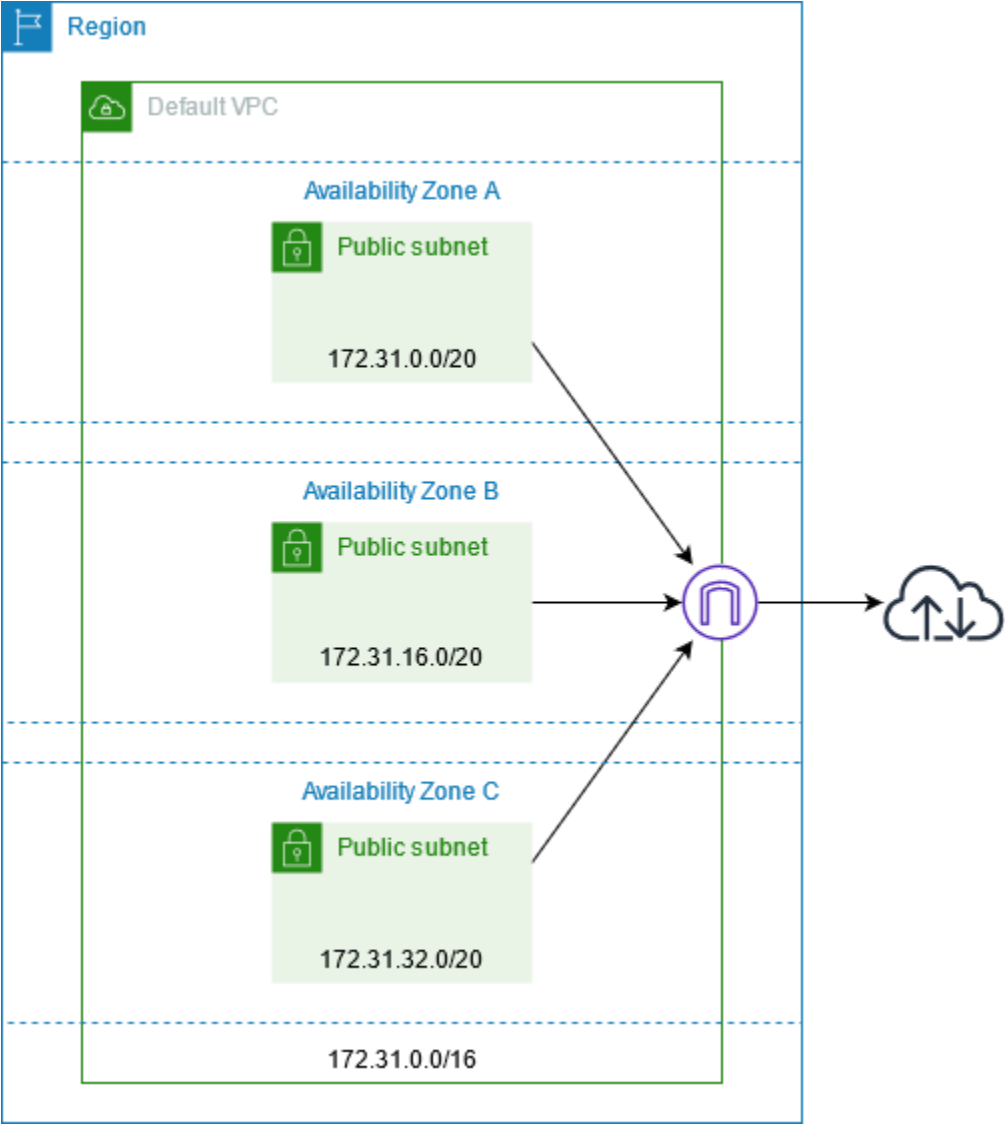 Region
Default VPC
Availability Zone A
Public subnet
172.31.0.0/20
Availability Zone B
Public subnet
172.31.16.0/20
Availability Zone C
Public subnet
172.31.32.0/20
172.31.0.0/16